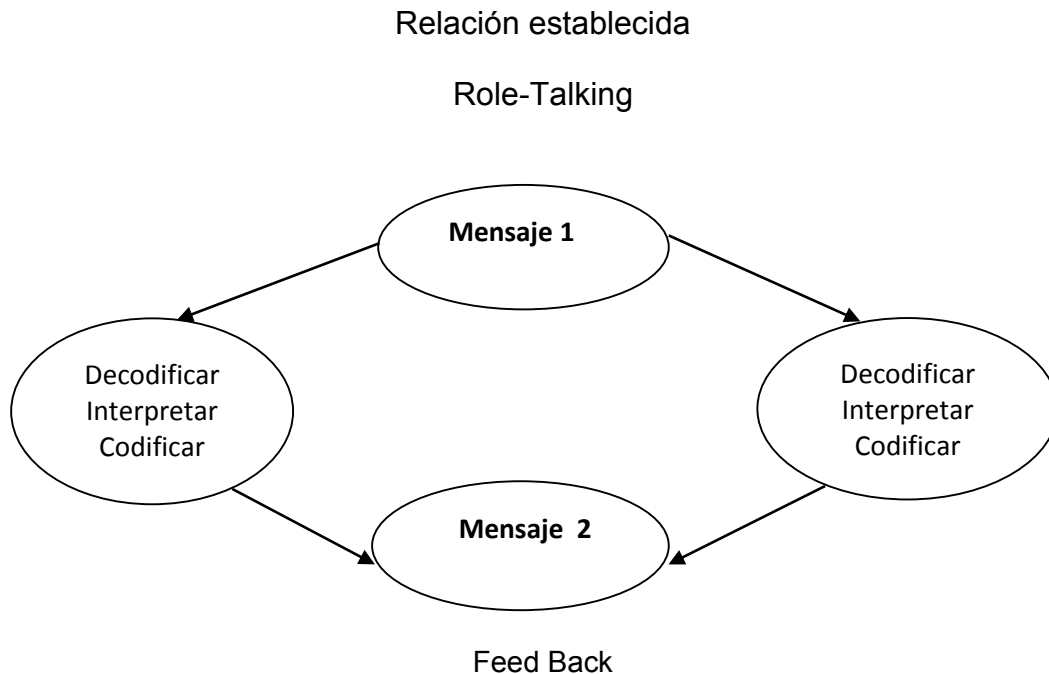 Relación establecida
Role-Talking
Mensaje 1
Decodificar
Interpretar
Codificar
Decodificar
Interpretar
Codificar
Mensaje 2
Feed Back